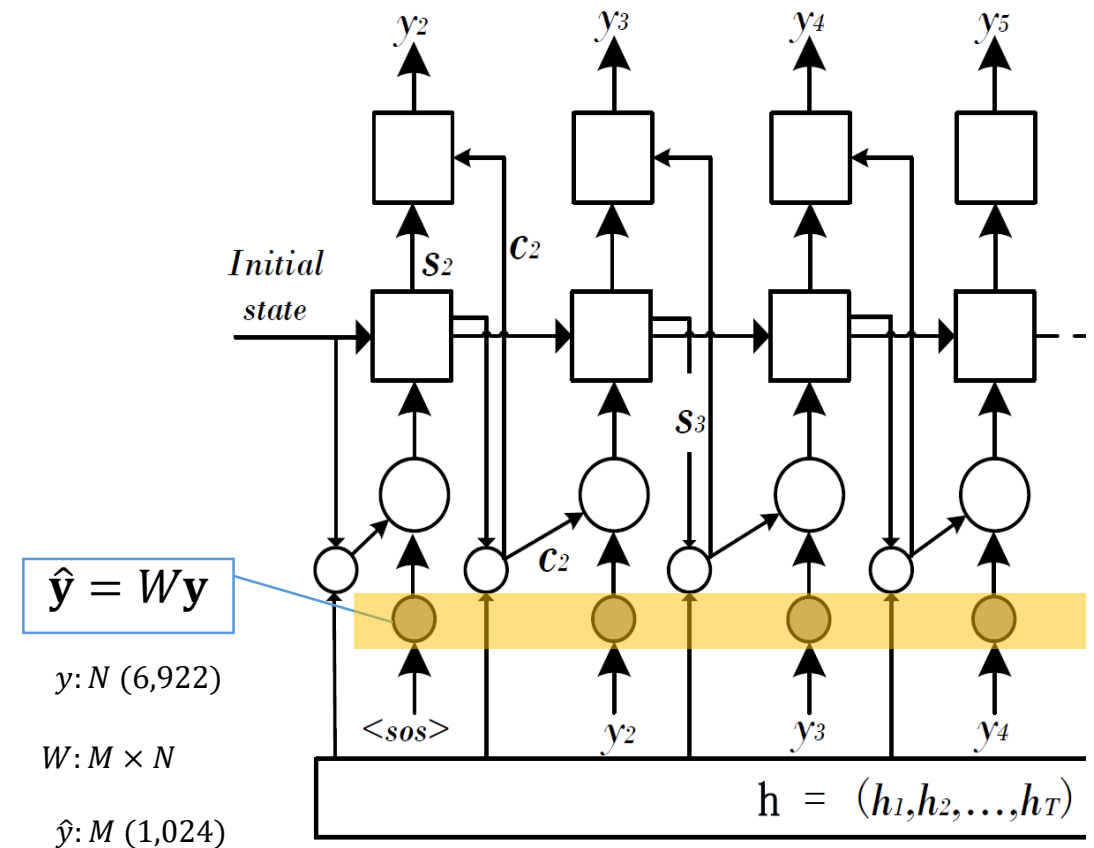 y2 y3 y4 y5
Initial
state
s2 c2
s3
c2
ŷ = Wy
y: N (6,922)
<sos> y2 y3 y4
W: M × N
h = (h1,h2,...,hT)
ŷ: M (1,024)